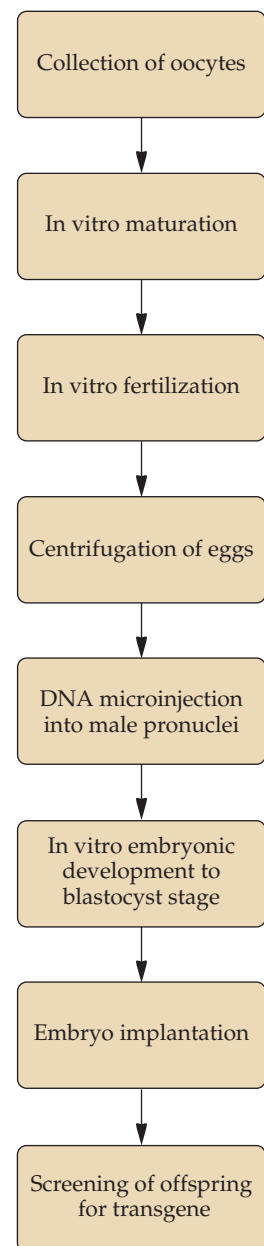 Collection of oocytes
In vitro maturation
In vitro fertilization
Centrifugation of eggs
DNA microinjection
into male pronuclei
In vitro embryonic
development to
blastocyst stage
Embryo implantation
Screening of offspring
for transgene